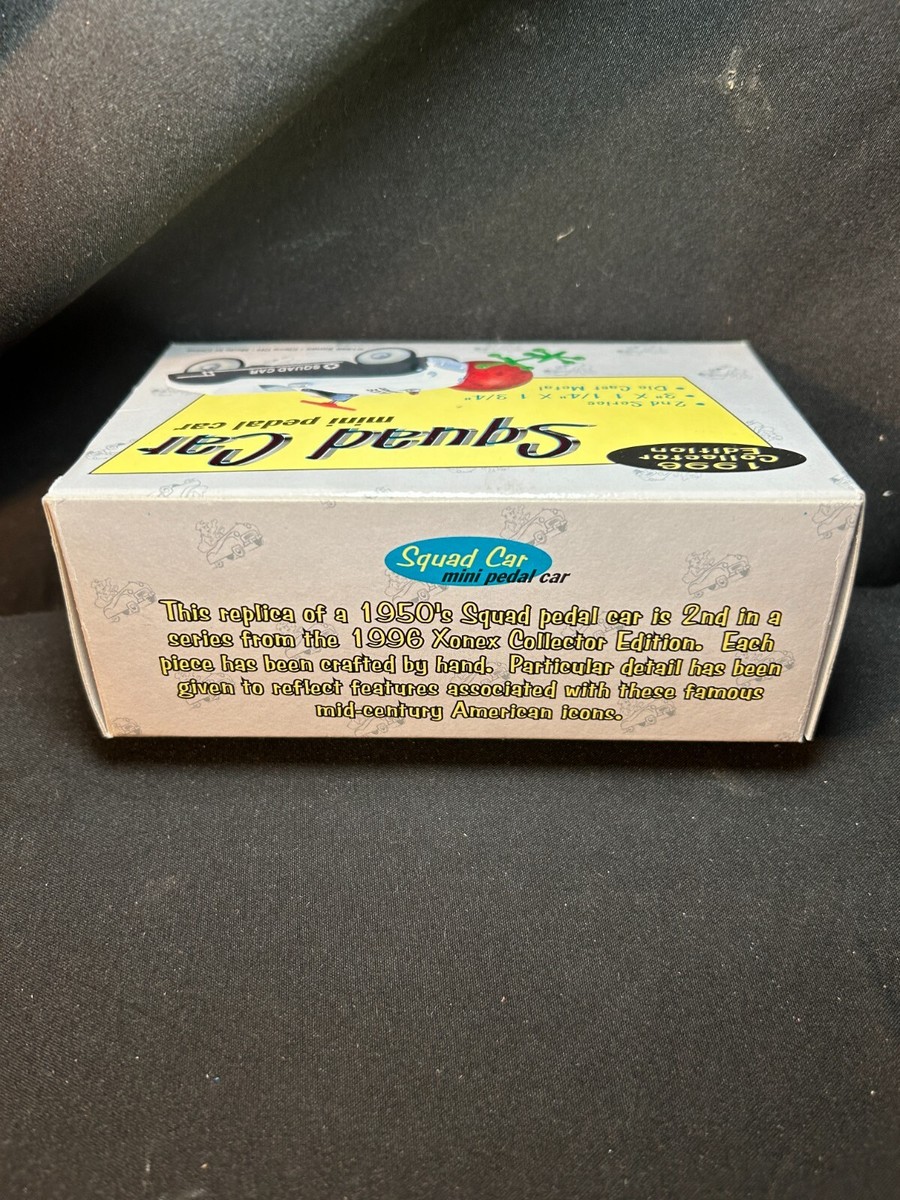 SQUAD CAR
• Die Cast Metal
• 3" X 1 1/4" X 1 3/4"
• 2nd Series
mini pedal car
Squad Car
1996
Collector
Edition
Squad Car
mini pedal car
This replica of a 1950's Squad pedal car is 2nd in a
series from the 1996 Xonex Collector Edition. Each
piece has been crafted by hand. Particular detail has been
given to reflect features associated with these famous
mid-century American icons.